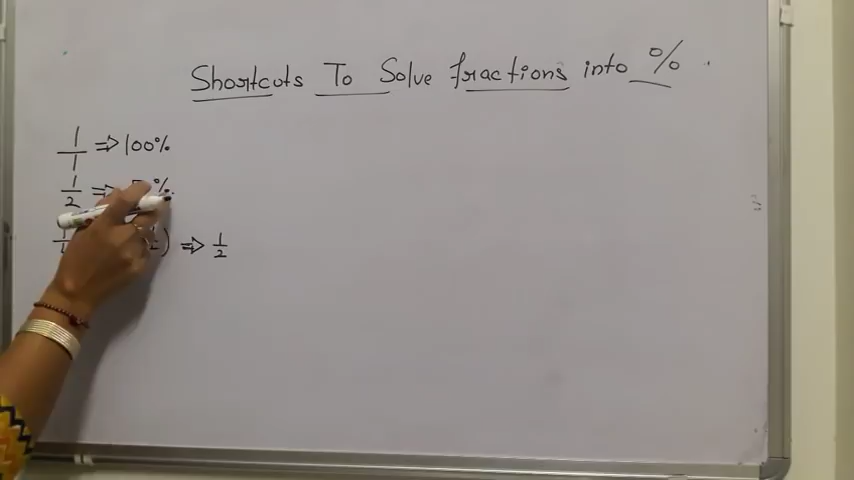 Shortcuts To Solve fractions into %.
1/1 ⇒ 100%
1/2 ⇒ %.
) ⇒ 1/2